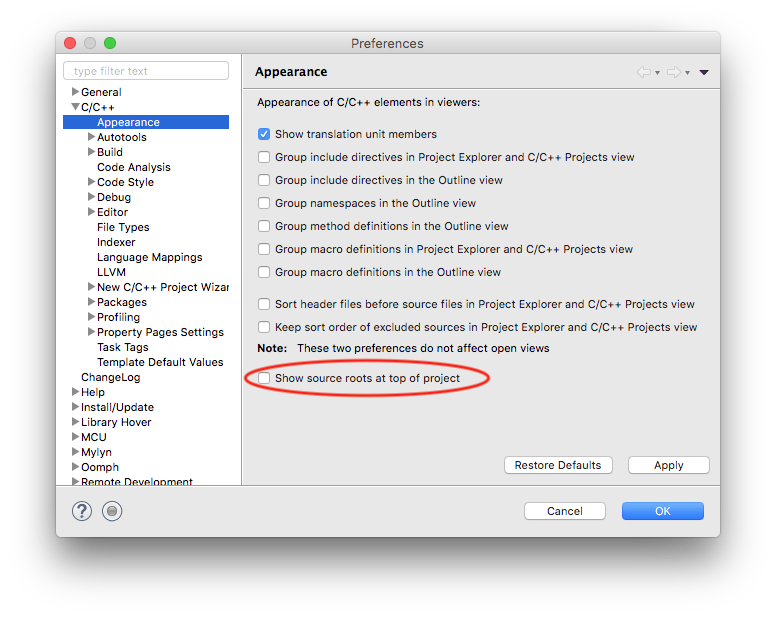 Preferences
type filter text
General
C/C++
Appearance
Autotools
Build
Code Analysis
Code Style
Debug
Editor
File Types
Indexer
Language Mappings
LLVM
New C/C++ Project Wizar
Packages
Profiling
Property Pages Settings
Task Tags
Template Default Values
ChangeLog
Help
Install/Update
Library Hover
MCU
Mylyn
Oomph
Remote Development
Appearance
Appearance of C/C++ elements in viewers:
Show translation unit members
Group include directives in Project Explorer and C/C++ Projects view
Group include directives in the Outline view
Group namespaces in the Outline view
Group method definitions in the Outline view
Group macro definitions in Project Explorer and C/C++ Projects view
Group macro definitions in the Outline view
Sort header files before source files in Project Explorer and C/C++ Projects view
Keep sort order of excluded sources in Project Explorer and C/C++ Projects view
Note: These two preferences do not affect open views
Show source roots at top of project
Restore Defaults Apply
? Cancel OK